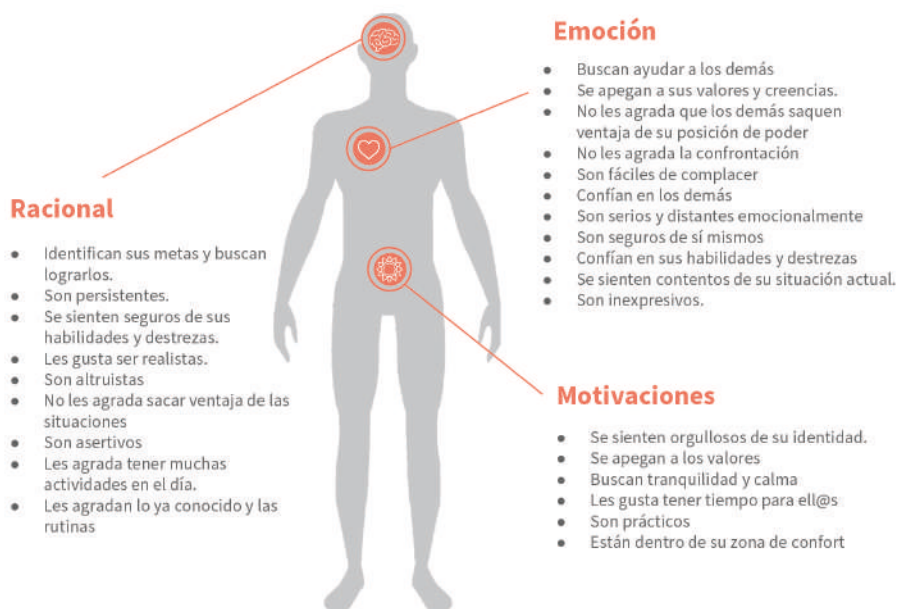 Emoción
● Buscan ayudar a los demás
● Se apegan a sus valores y creencias.
● No les agrada que los demás saquen
ventaja de su posición de poder
● No les agrada la confrontación
● Son fáciles de complacer
● Confían en los demás
● Son serios y distantes emocionalmente
● Son seguros de sí mismos
● Confían en sus habilidades y destrezas
● Se sienten contentos de su situación actual.
● Son inexpresivos.
Racional
● Identifican sus metas y buscan
lograrlos.
● Son persistentes.
● Se sienten seguros de sus
habilidades y destrezas.
● Les gusta ser realistas.
● Son altruistas
● No les agrada sacar ventaja de las
situaciones
● Son asertivos
● Les agrada tener muchas
actividades en el día.
● Les agradan lo ya conocido y las
rutinas
Motivaciones
● Se sienten orgullosos de su identidad.
● Se apegan a los valores
● Buscan tranquilidad y calma
● Les gusta tener tiempo para ell@s
● Son prácticos
● Están dentro de su zona de confort